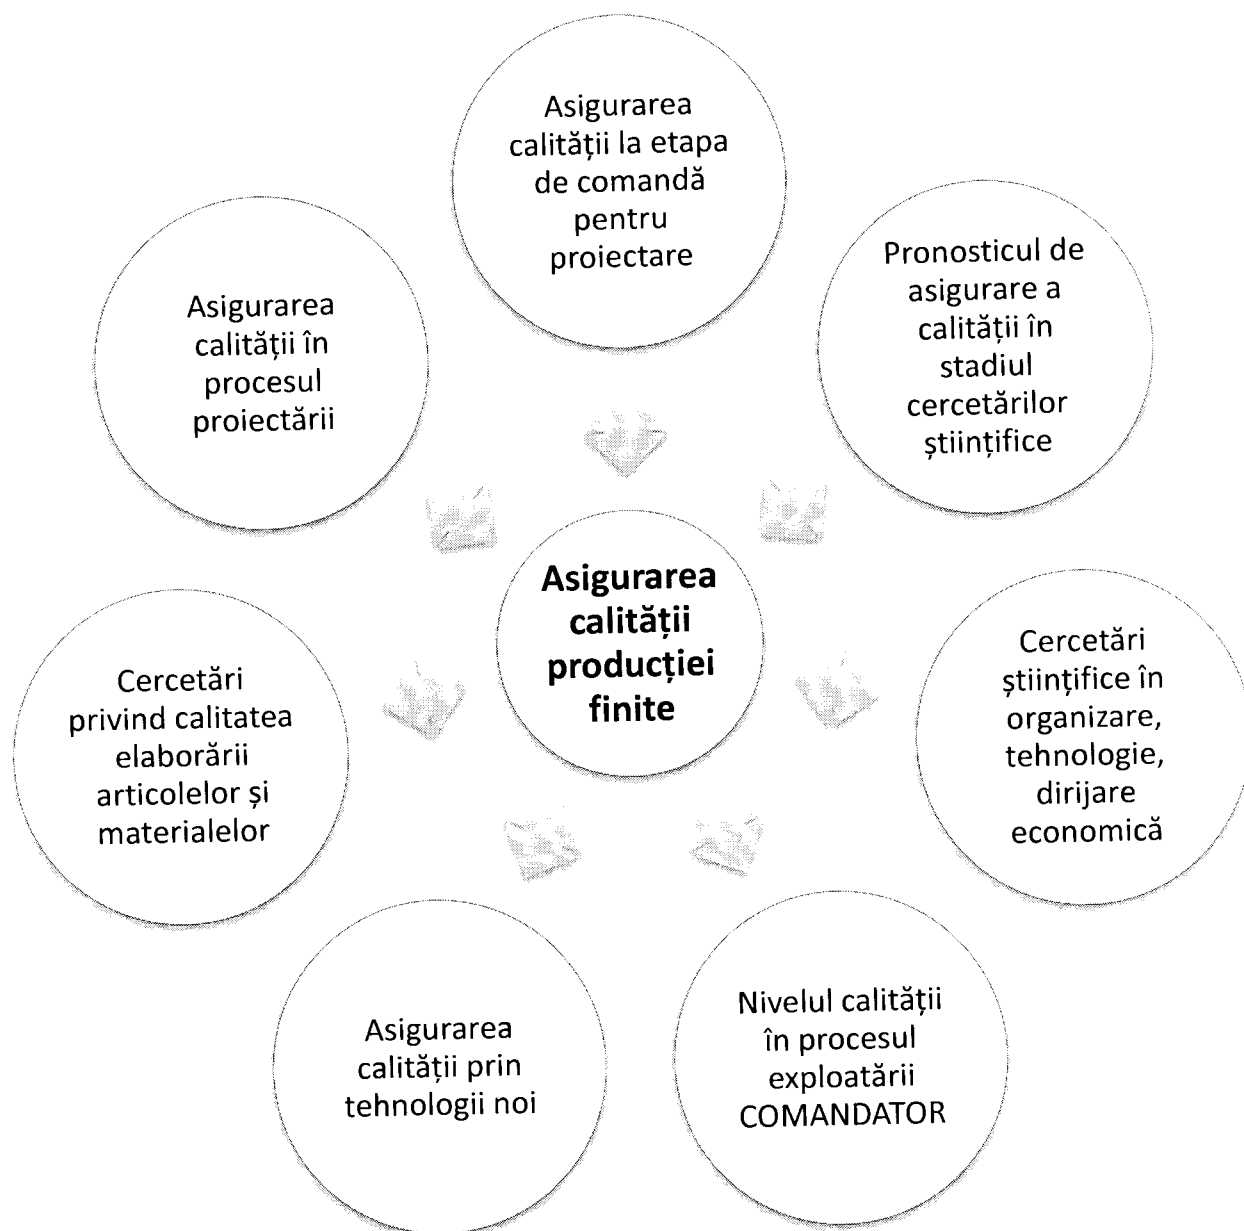 Asigurarea
calității la etapa
de comandă
pentru
proiectare
Pronosticul de
asigurare a
calității în
stadiul
cercetărilor
științifice
Asigurarea
calității în
procesul
proiectării
Asigurarea
calității
producției
finite
Cercetări
științifice în
organizare,
tehnologie,
dirijare
economică
Cercetări
privind calitatea
elaborării
articolelor și
materialelor
Nivelul calității
în procesul
exploatării
COMANDATOR
Asigurarea
calității prin
tehnologii noi